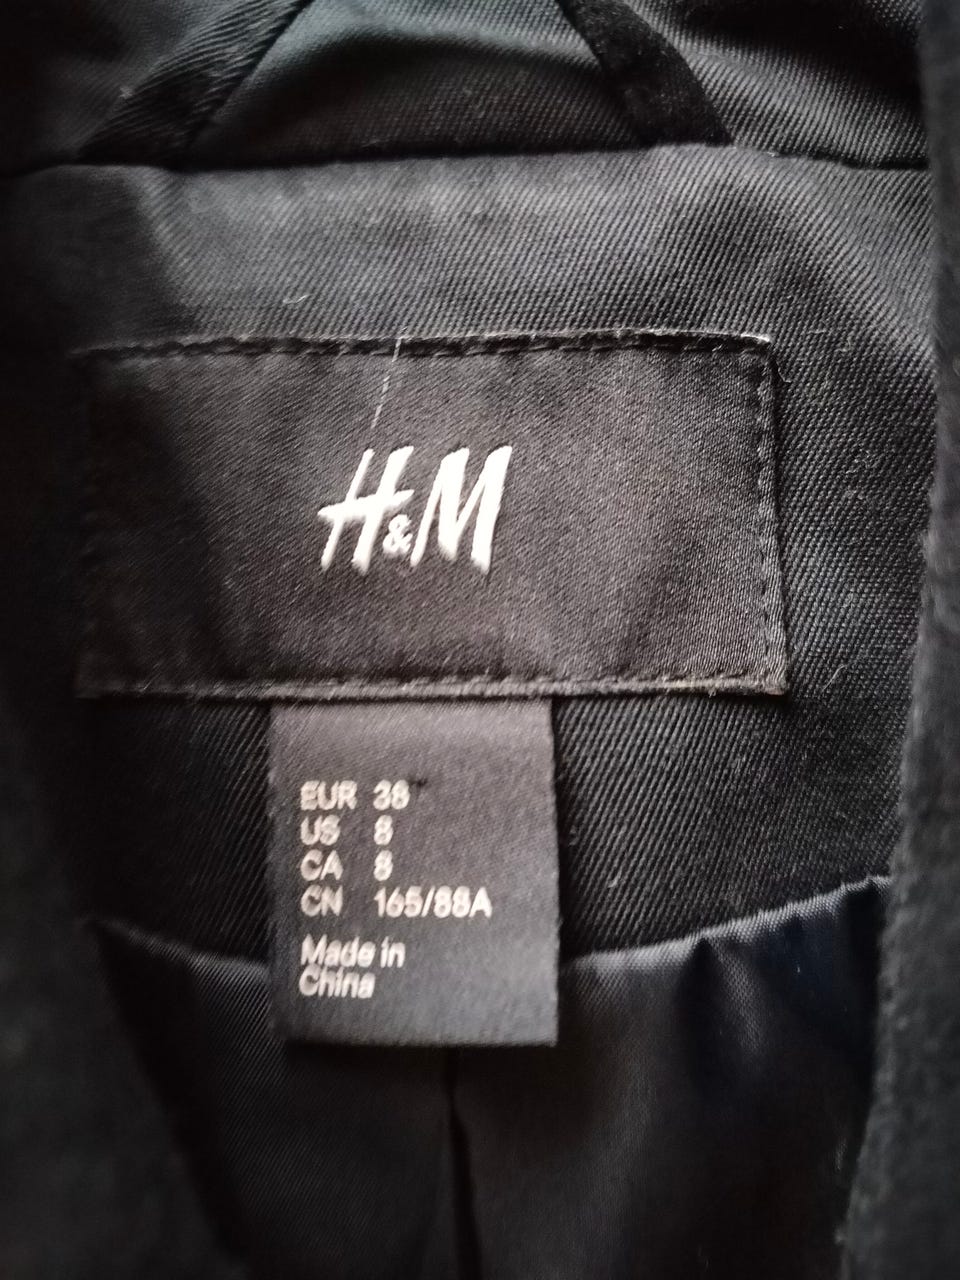 H&M
EUR 38
US 8
CA 8
CN 165/88A
Made in
China